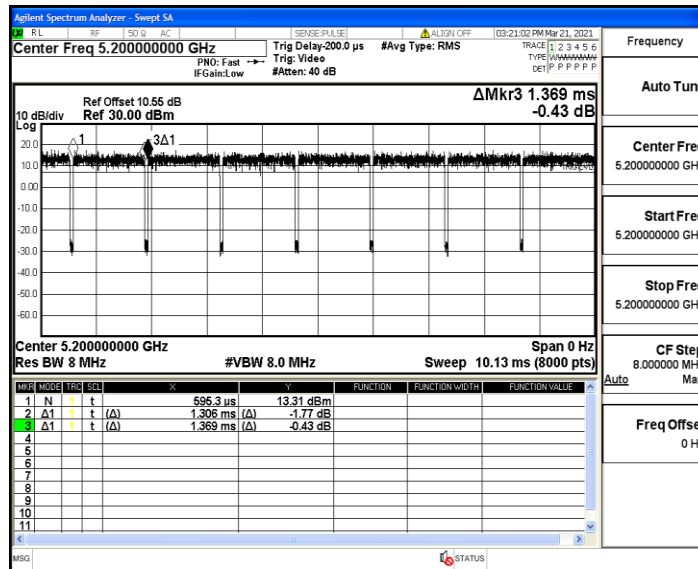 Agilent Spectrum Analyzer - Swept SA
RL RF 50 Ω AC SENSE:PULSE ALIGN OFF 03:21:02 PM Mar 21, 2021
Center Freq 5.200000000 GHz
PNO: Fast
IFGain:Low
Trig Delay-200.0 µs
Trig: Video
#Atten: 40 dB
#Avg Type: RMS
TRACE 1 2 3 4 5 6
TYPE
DET P P P P P P
ΔMkr3 1.369 ms
-0.43 dB
Ref Offset 10.55 dB
10 dB/div Ref 30.00 dBm
Log
1
3Δ1
20.0
10.0
0.00
-10.0
-20.0
-30.0
-40.0
-50.0
-60.0
Center 5.200000000 GHz Span 0 Hz
Res BW 8 MHz #VBW 8.0 MHz Sweep 10.13 ms (8000 pts)
MKR MODE TRC SCL X Y FUNCTION FUNCTION WIDTH FUNCTION VALUE
1 N 1 t 595.3 µs 13.31 dBm
2 Δ1 1 t (Δ) 1.306 ms (Δ) -1.77 dB
3 Δ1 1 t (Δ) 1.369 ms (Δ) -0.43 dB
4
5
6
7
8
9
10
11
MSG STATUS
Frequency
Auto Tun
Center Fre
5.200000000 GH
Start Fre
5.200000000 GH
Stop Fre
5.200000000 GH
CF Step
8.000000 MH
Auto Ma
Freq Offse
0 H